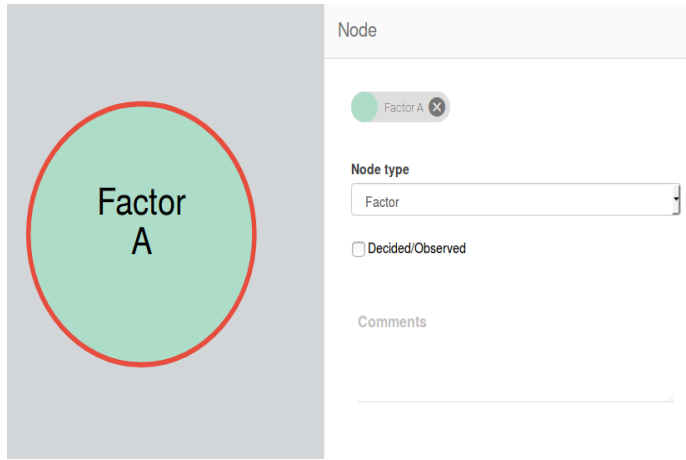 Factor
A
Node
Factor A
Node type
Factor
Decided/Observed
Comments